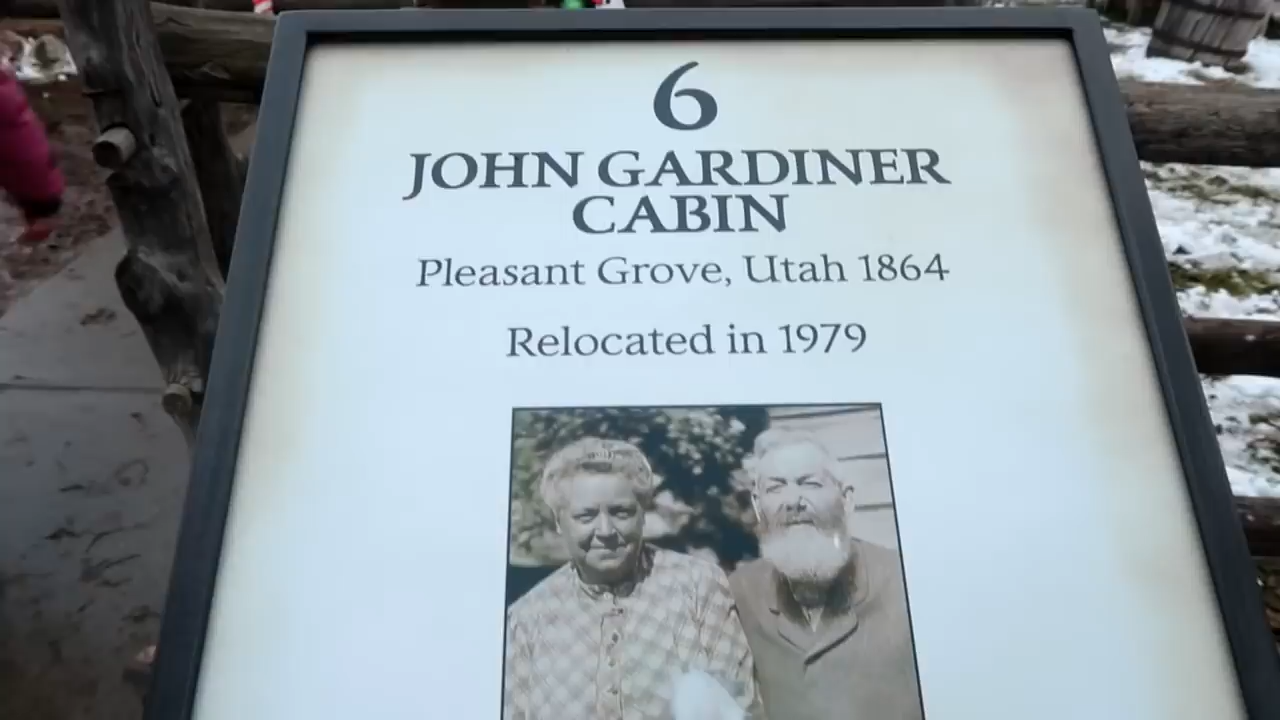 6
JOHN GARDINER
CABIN
Pleasant Grove, Utah 1864
Relocated in 1979